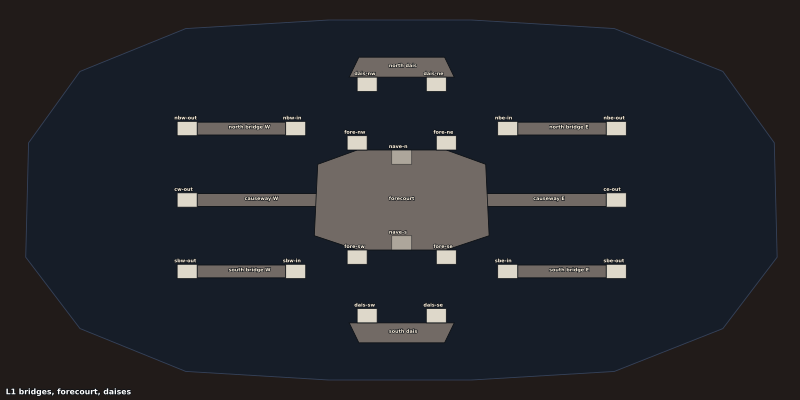 north dais
dais-nw
dais-ne
nbw-out
nbw-in
nbe-in
nbe-out
north bridge W
north bridge E
fore-nw
fore-ne
nave-n
cw-out
ce-out
causeway W
forecourt
causeway E
nave-s
fore-sw
fore-se
sbw-out
sbw-in
sbe-in
sbe-out
south bridge W
south bridge E
dais-sw
dais-se
south dais
L1 bridges, forecourt, daises